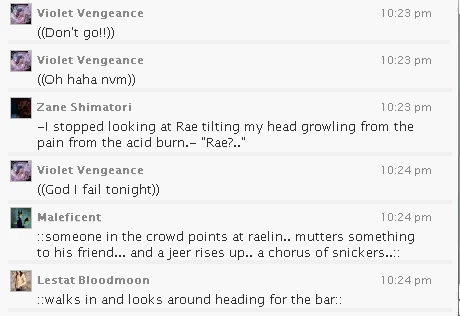 Violet Vengeance 10:23 pm
((Don't go!!))
Violet Vengeance 10:23 pm
((Oh haha nvm))
Zane Shimatori 10:23 pm
-I stopped looking at Rae tilting my head growling from the
pain from the acid burn.- "Rae?.."
Violet Vengeance 10:24 pm
((God I fail tonight))
Maleficent 10:24 pm
::someone in the crowd points at raelin.. mutters something
to his friend... and a jeer rises up.. a chorus of snickers..::
Lestat Bloodmoon 10:24 pm
::walks in and looks around heading for the bar::